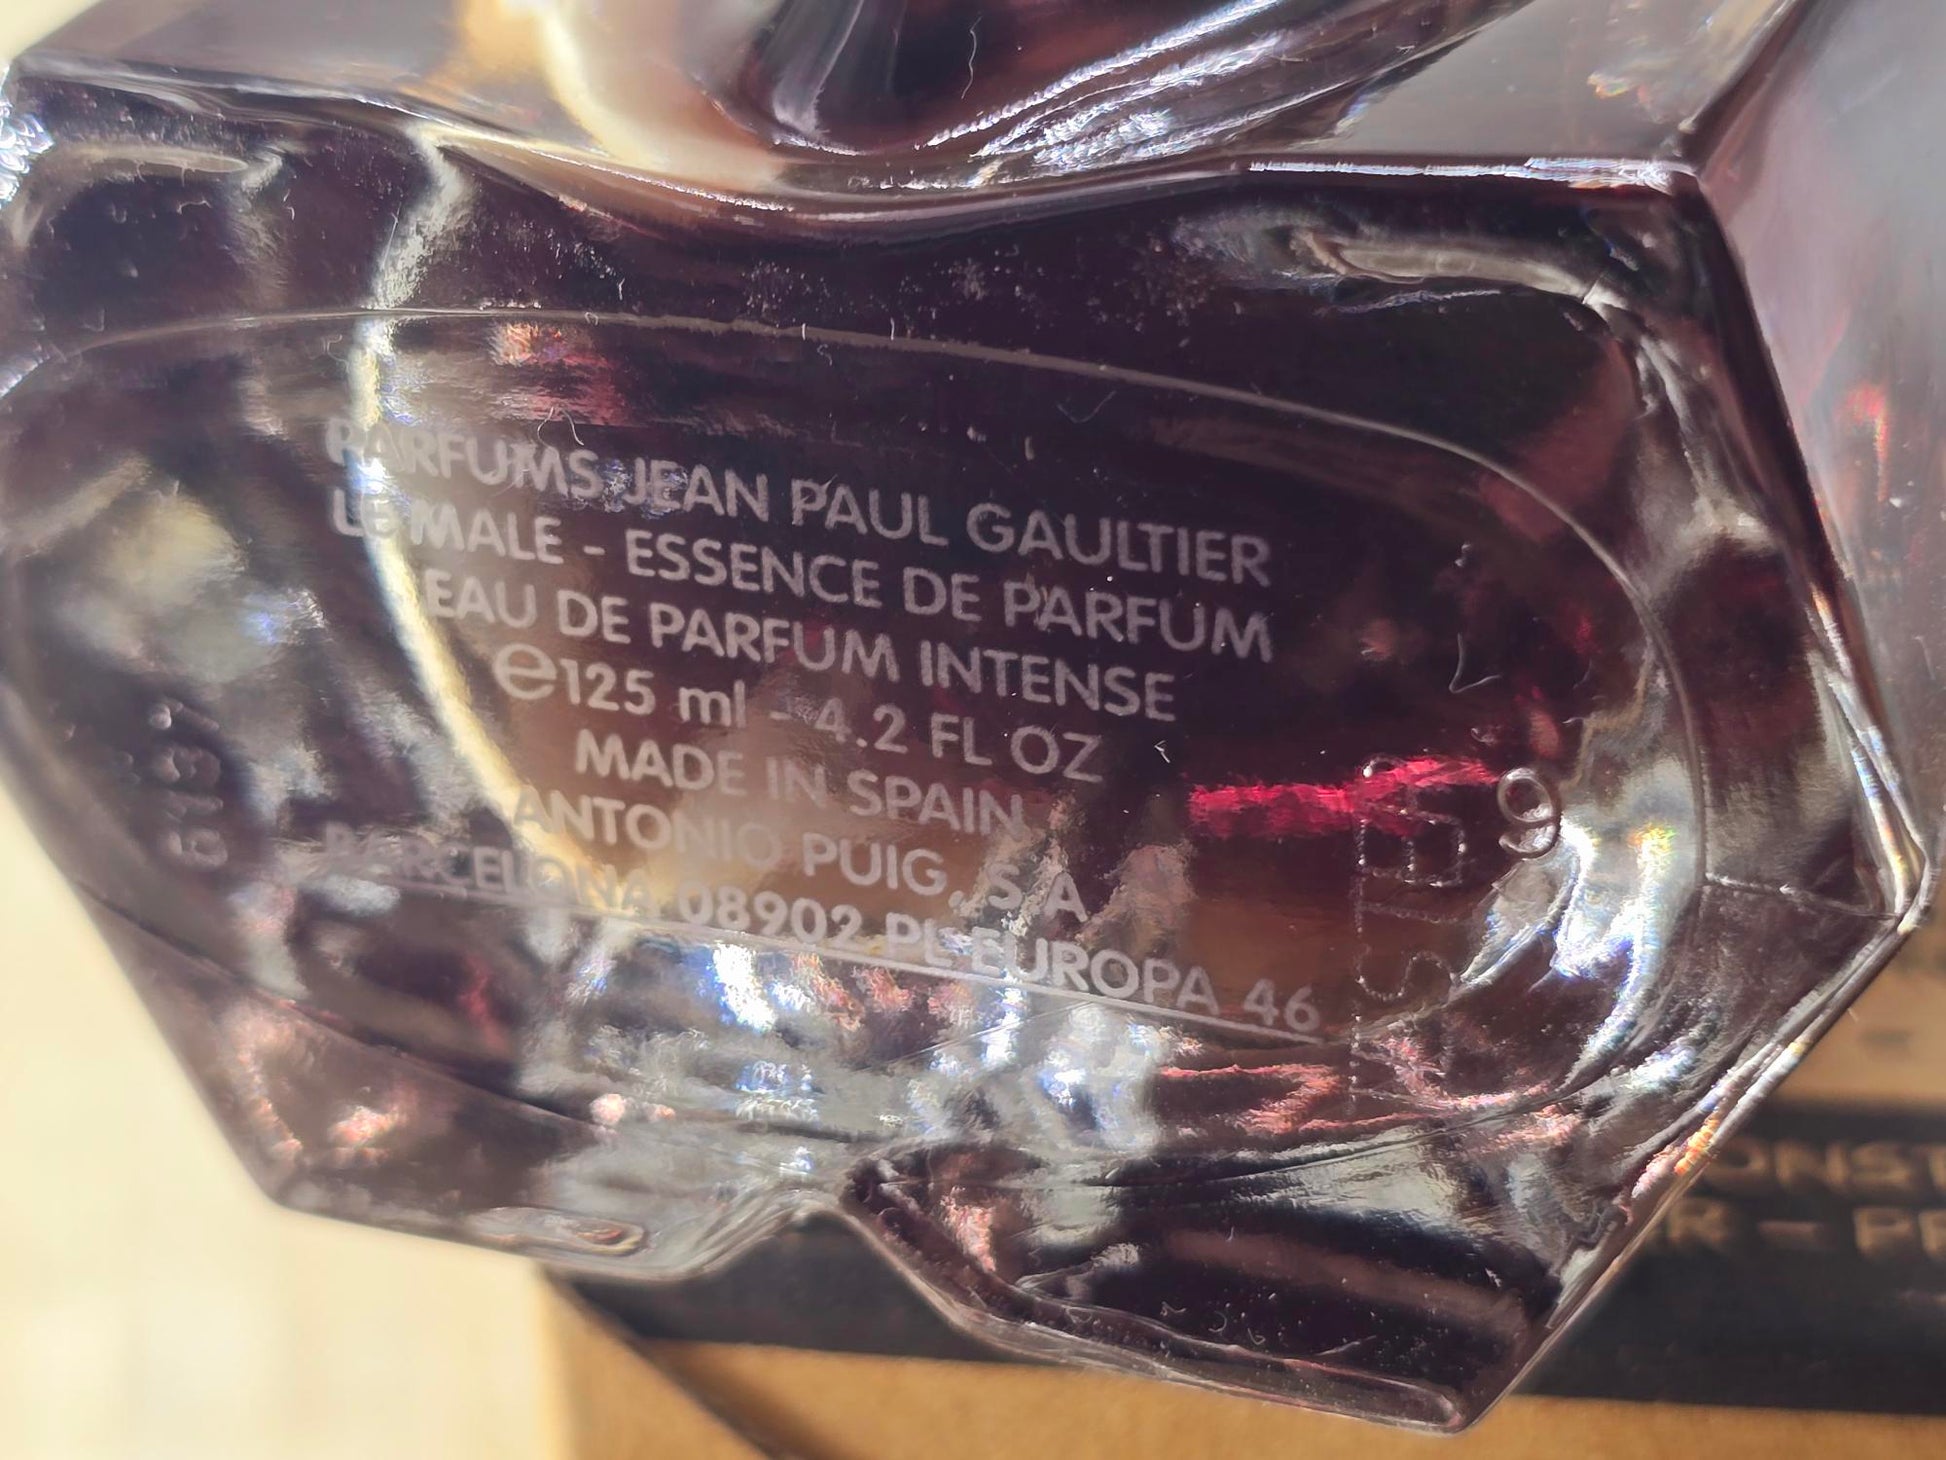 PARFUMS JEAN PAUL GAULTIER
LE MALE - ESSENCE DE PARFUM
EAU DE PARFUM INTENSE
℮125 ml - 4.2 FL OZ
MADE IN SPAIN
ANTONIO PUIG, S.A
BARCELONA 08902 PL EUROPA 46
9